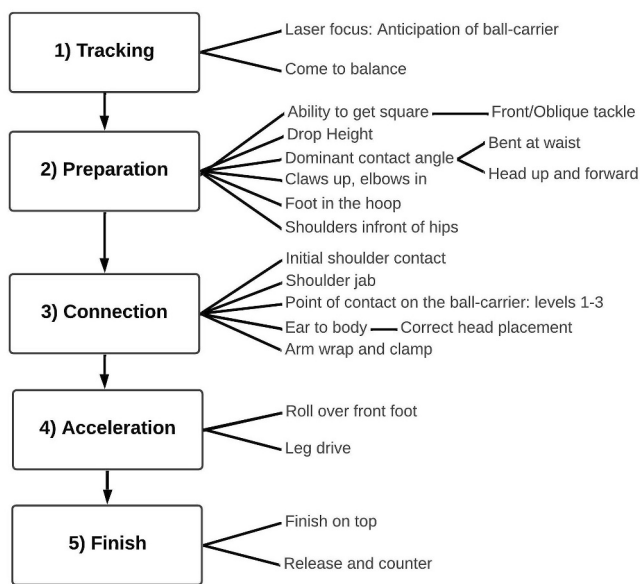 1) Tracking
Laser focus: Anticipation of ball-carrier
Come to balance
2) Preparation
Ability to get square
Front/Oblique tackle
Drop Height
Dominant contact angle
Bent at waist
Head up and forward
Claws up, elbows in
Foot in the hoop
Shoulders infront of hips
3) Connection
Initial shoulder contact
Shoulder jab
Point of contact on the ball-carrier: levels 1-3
Ear to body
Correct head placement
Arm wrap and clamp
4) Acceleration
Roll over front foot
Leg drive
5) Finish
Finish on top
Release and counter